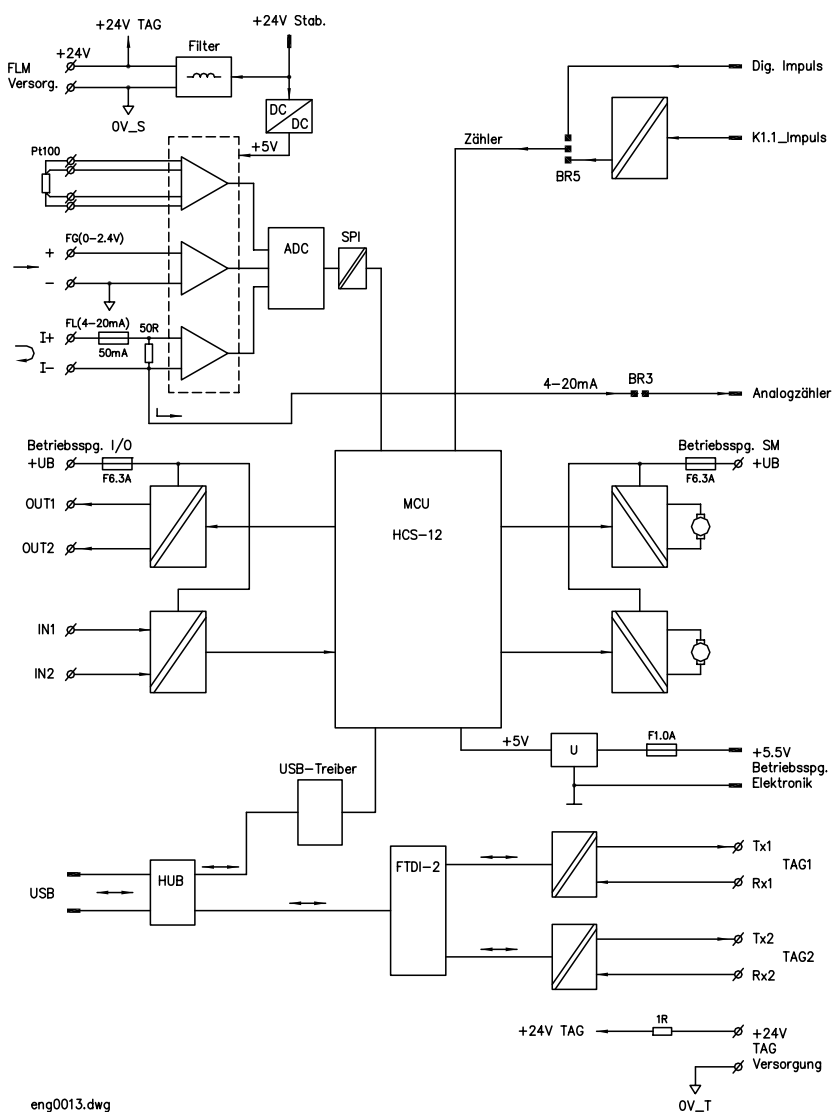 +24V TAG
+24V Stab.
+24V
Filter
FLM
Versorg.
0V_S
DC
DC
+5V
Dig. Impuls
Zähler
K1.1_Impuls
BR5
Pt100
FG(0-2.4V)
+
-
ADC
SPI
FL(4-20mA)
I+
50R
50mA
I-
4-20mA
BR3
Analogzähler
Betriebsspg. I/O
+UB
F6.3A
Betriebsspg. SM
+UB
F6.3A
OUT1
OUT2
MCU
HCS-12
IN1
IN2
+5V
U
F1.0A
+5.5V
Betriebsspg.
Elektronik
USB-Treiber
USB
HUB
FTDI-2
Tx1
TAG1
Rx1
Tx2
TAG2
Rx2
+24V TAG
1R
+24V
TAG
Versorgung
0V_T
eng0013.dwg